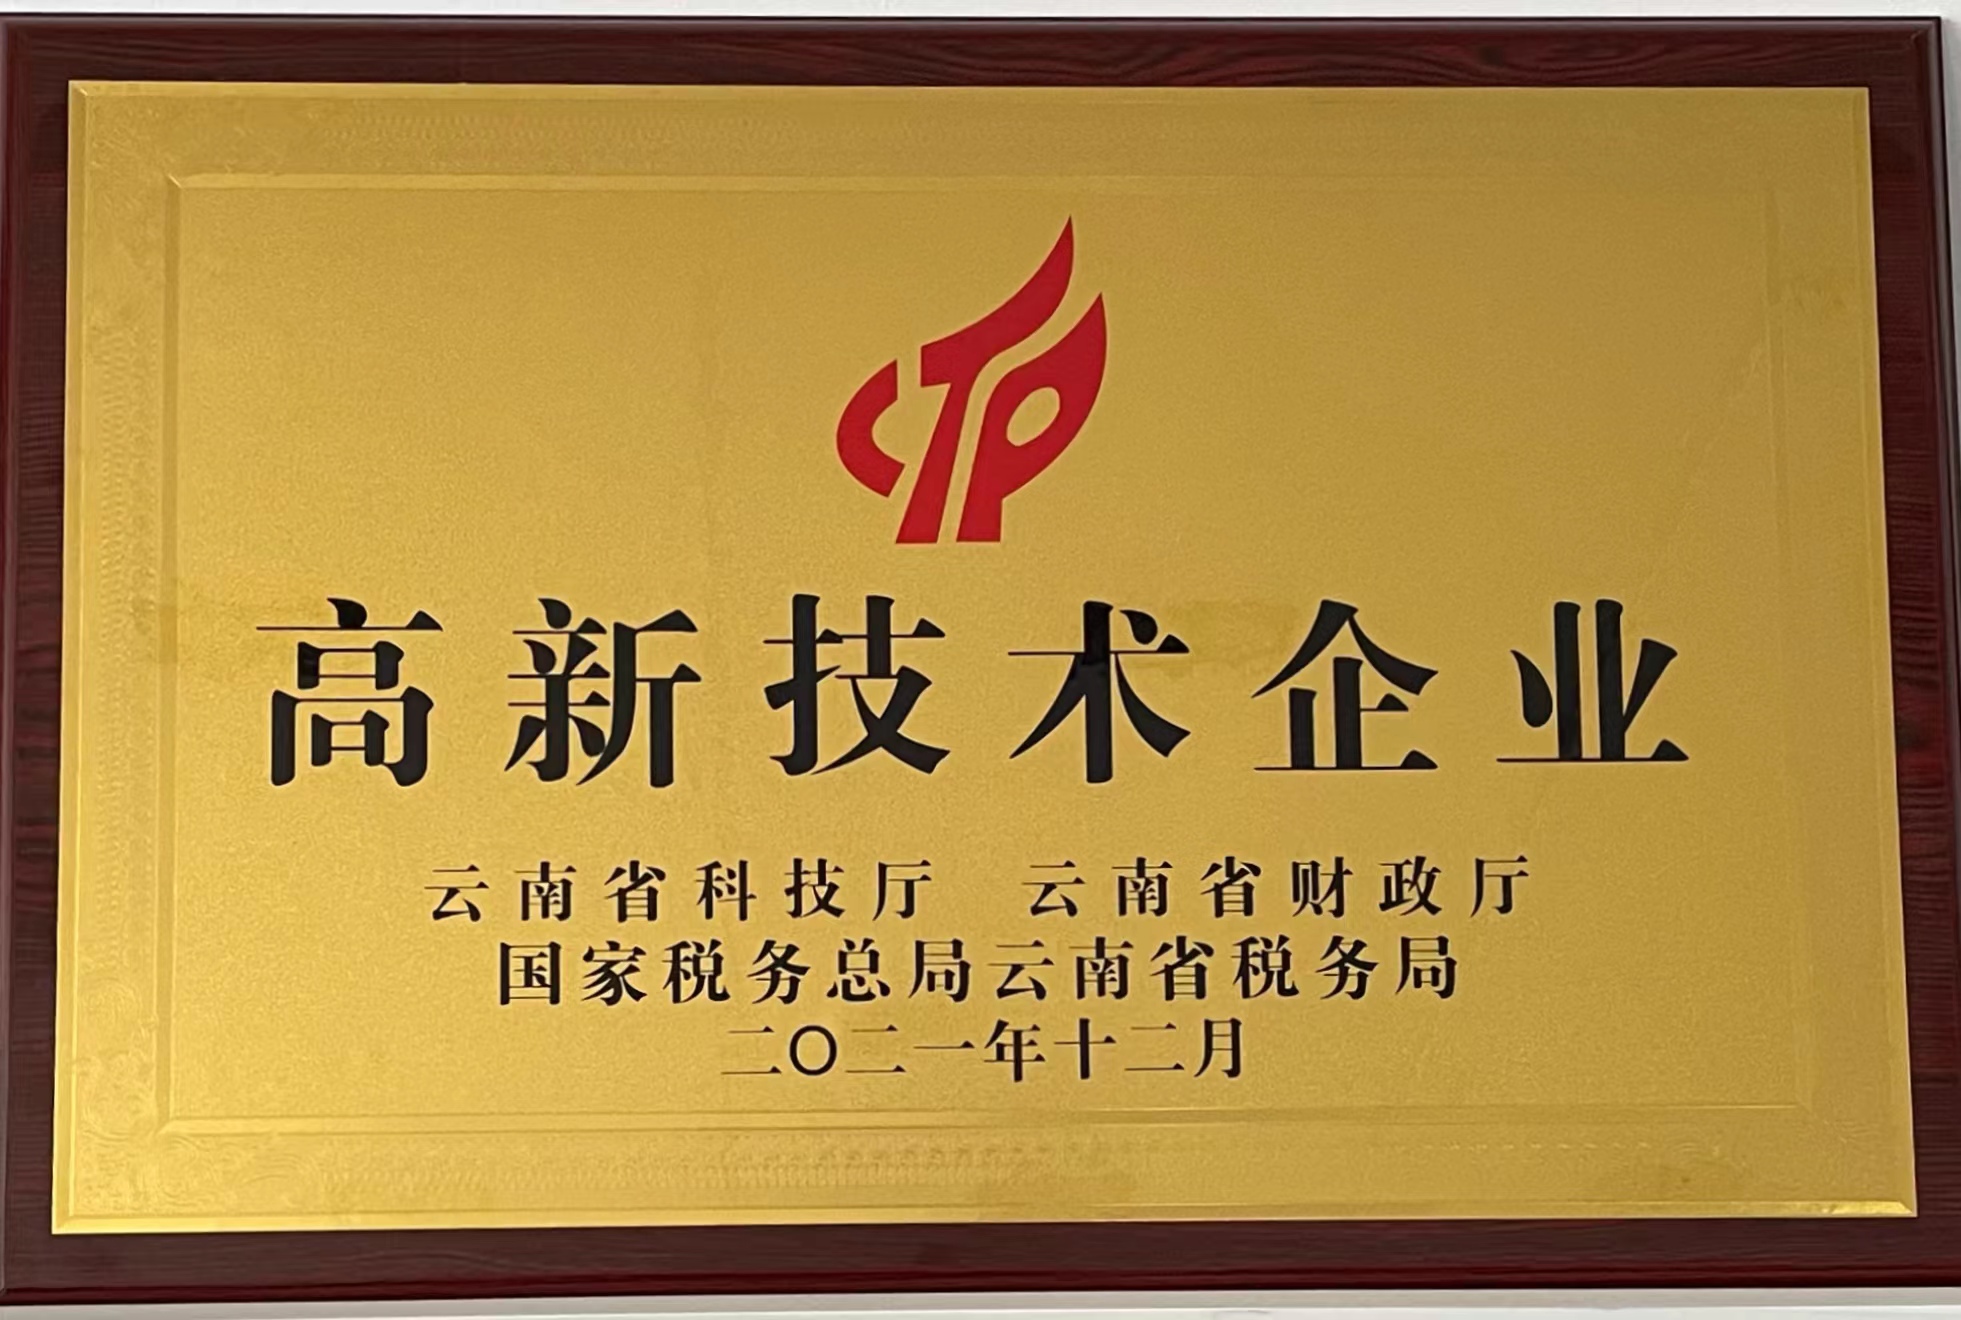 CTP
高新技术企业
云南省科技厅 云南省财政厅
国家税务总局云南省税务局
二〇二一年十二月